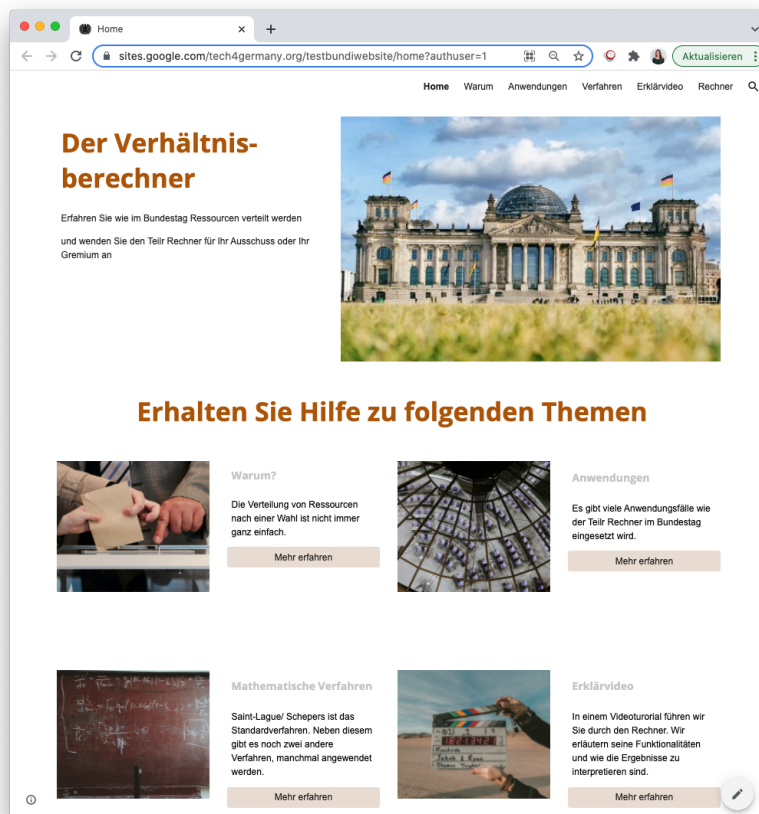 Home
sites.google.com/tech4germany.org/testbundiwebsite/home?authuser=1
Aktualisieren
Home Warum Anwendungen Verfahren Erklärvideo Rechner
Der Verhältnis-
berechner
Erfahren Sie wie im Bundestag Ressourcen verteilt werden
und wenden Sie den Teilr Rechner für Ihr Ausschuss oder Ihr
Gremium an
Erhalten Sie Hilfe zu folgenden Themen
Warum?
Die Verteilung von Ressourcen
nach einer Wahl ist nicht immer
ganz einfach.
Mehr erfahren
Anwendungen
Es gibt viele Anwendungsfälle wie
der Teilr Rechner im Bundestag
eingesetzt wird.
Mehr erfahren
Mathematische Verfahren
Saint-Lague/ Schepers ist das
Standardverfahren. Neben diesem
gibt es noch zwei andere
Verfahren, manchmal angewendet
werden.
Mehr erfahren
Erklärvideo
In einem Videoturorial führen wir
Sie durch den Rechner. Wir
erläutern seine Funktionalitäten
und wie die Ergebnisse zu
interpretieren sind.
Mehr erfahren